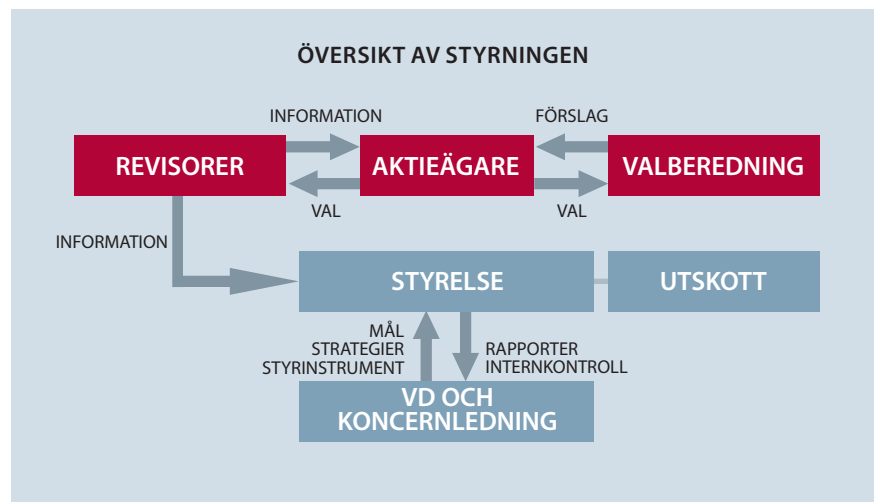 ÖVERSIKT AV STYRNINGEN
INFORMATION
FÖRSLAG
REVISORER
AKTIEÄGARE
VALBEREDNING
VAL
VAL
INFORMATION
STYRELSE
UTSKOTT
MÅL
STRATEGIER
STYRINSTRUMENT
RAPPORTER
INTERNKONTROLL
VD OCH
KONCERNLEDNING